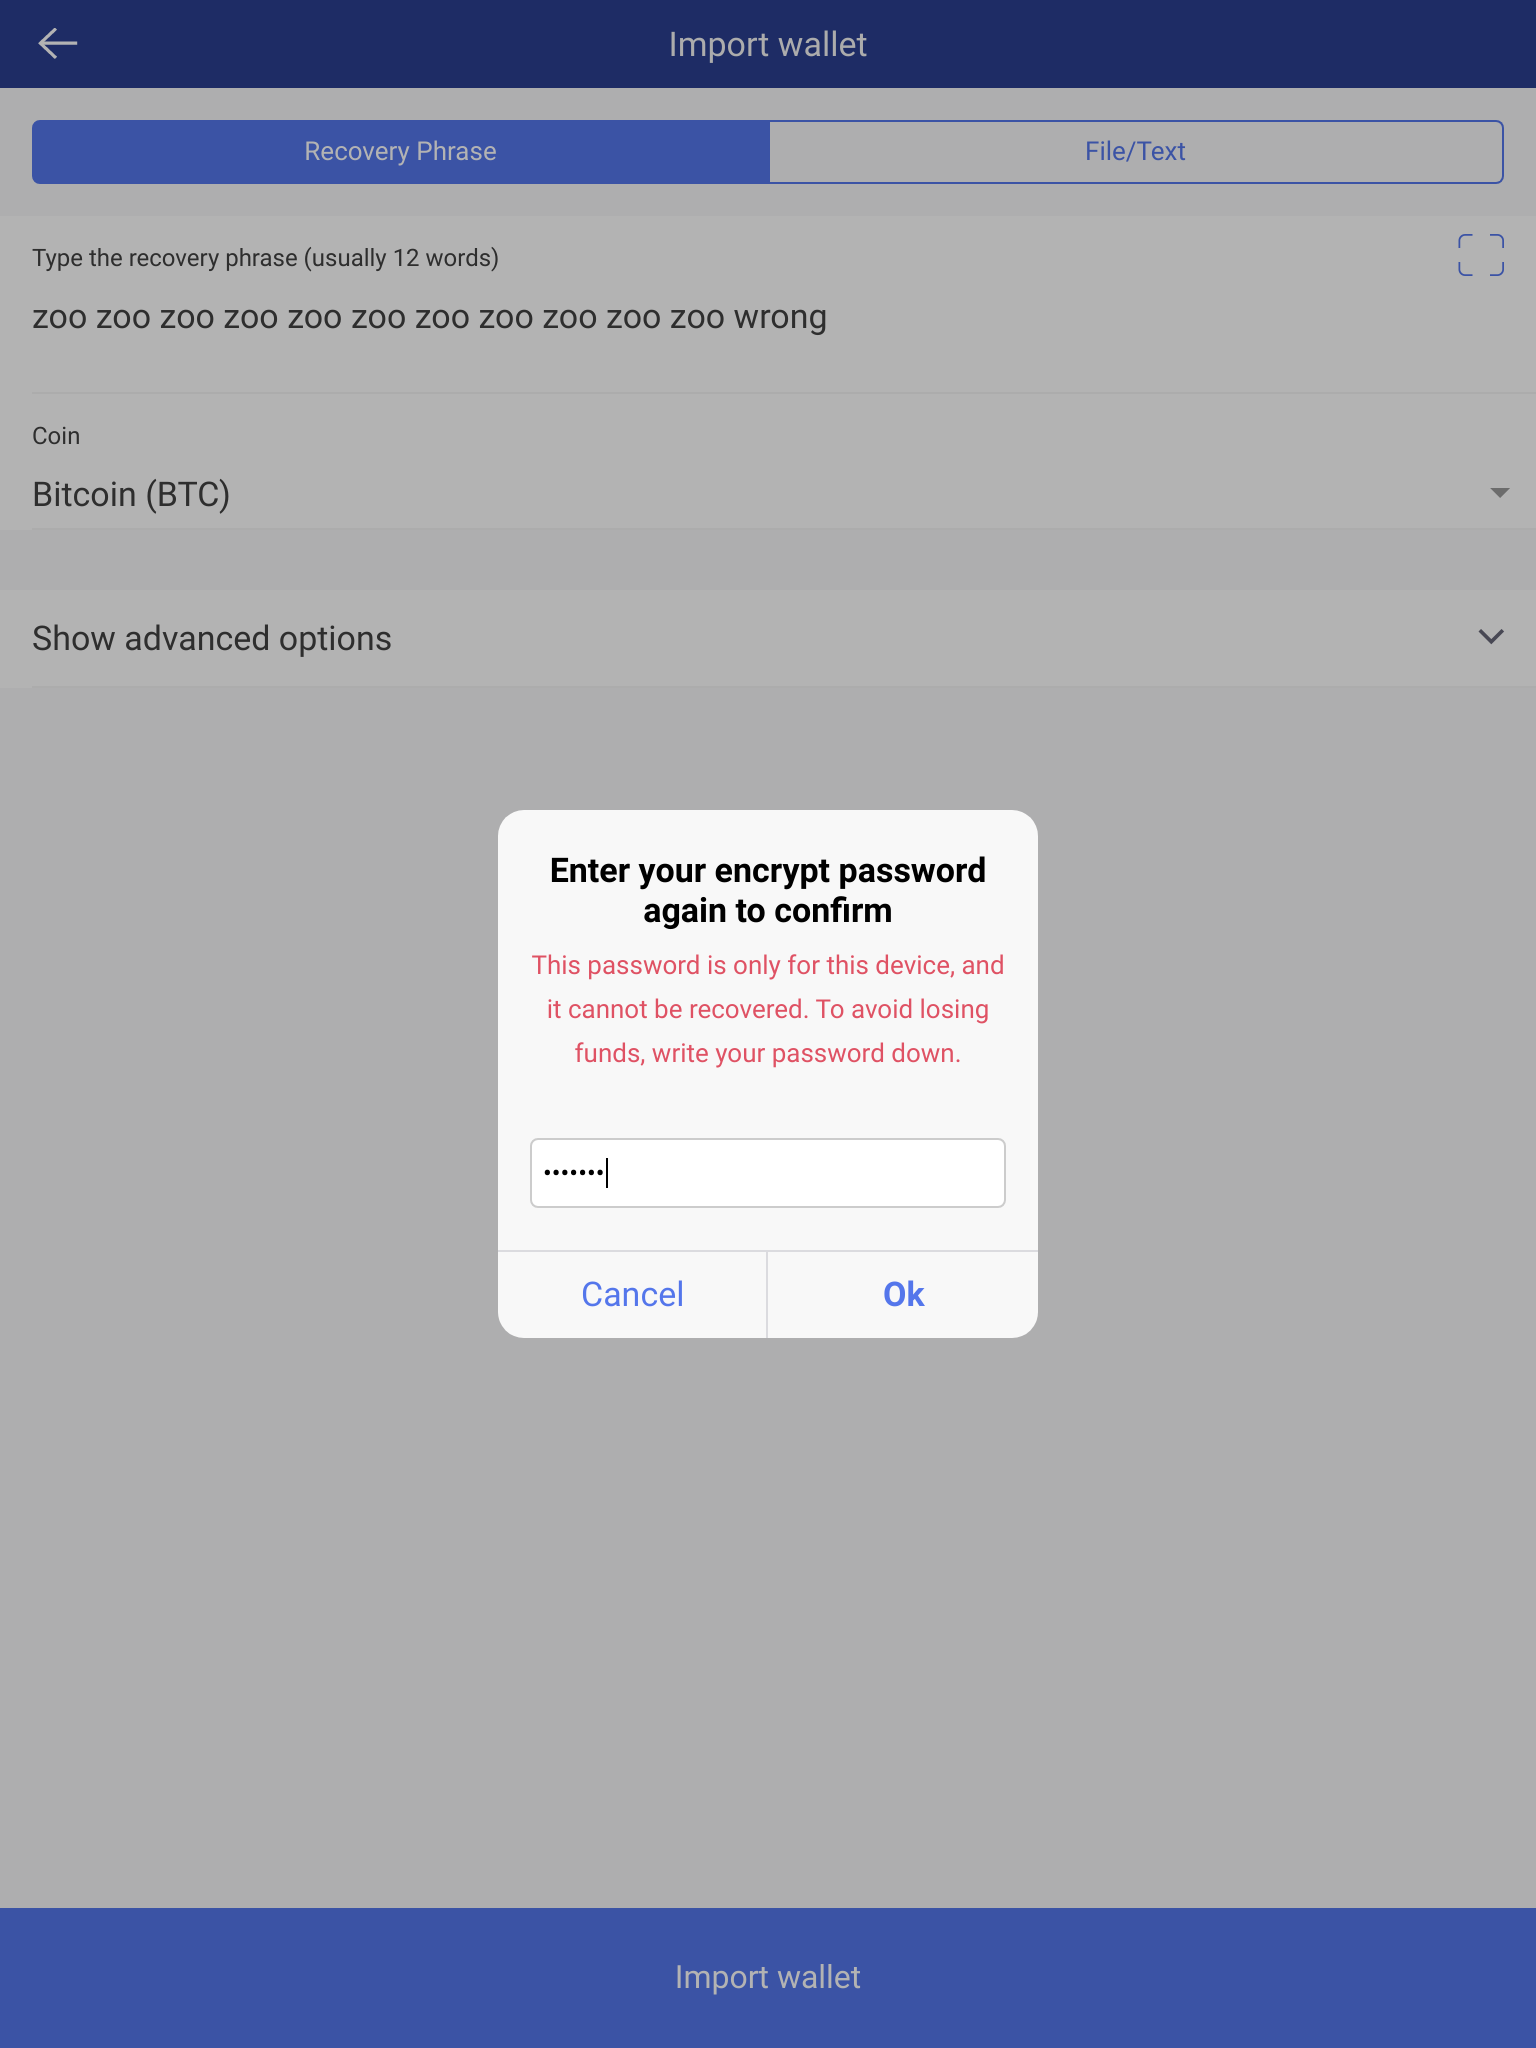 Import wallet
Recovery Phrase
File/Text
Type the recovery phrase (usually 12 words)
zoo zoo zoo zoo zoo zoo zoo zoo zoo zoo zoo wrong
Coin
Bitcoin (BTC)
Show advanced options
Enter your encrypt password
again to confirm
This password is only for this device, and
it cannot be recovered. To avoid losing
funds, write your password down.
•••••••
Cancel
Ok
Import wallet